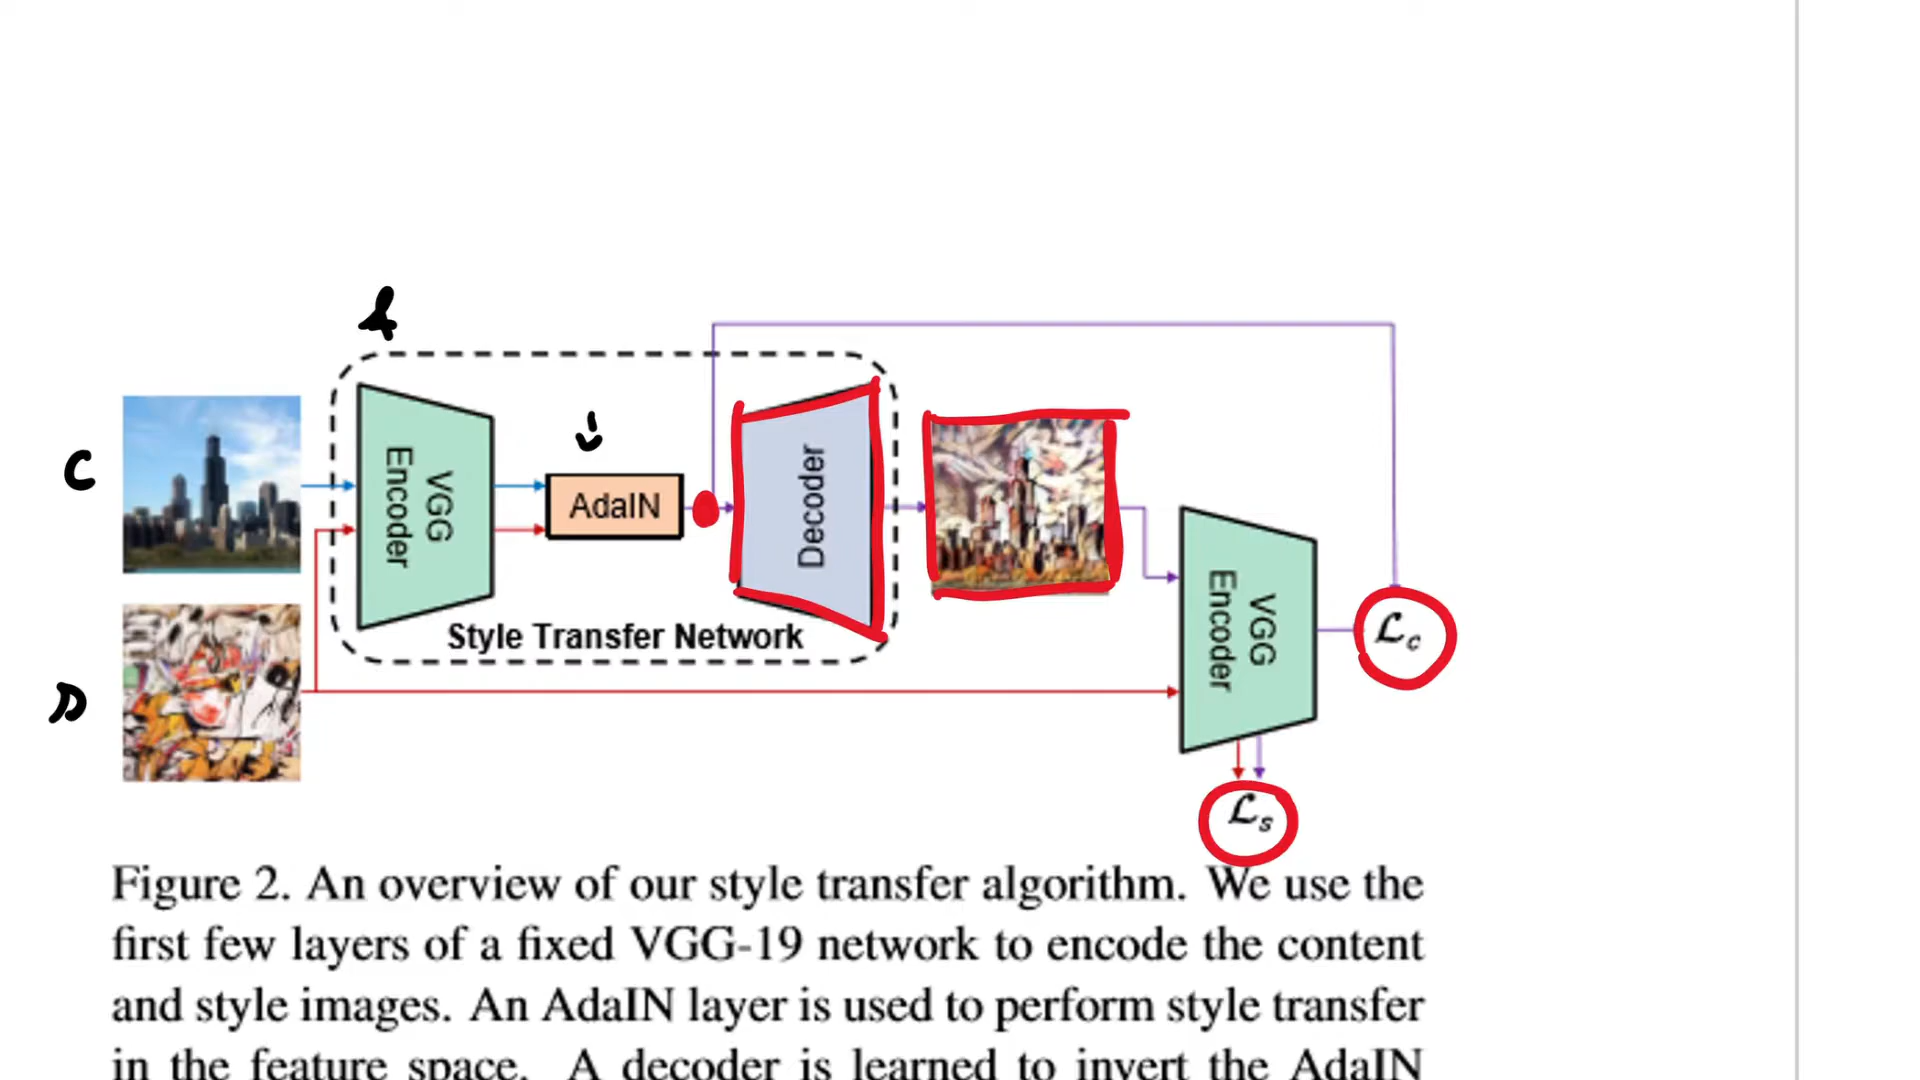 C
VGG
Encoder
AdaIN
Decoder
Style Transfer Network
VGG
Encoder
ℒc
ℒs
Figure 2. An overview of our style transfer algorithm. We use the
first few layers of a fixed VGG-19 network to encode the content
and style images. An AdaIN layer is used to perform style transfer
in the feature space. A decoder is learned to invert the AdaIN